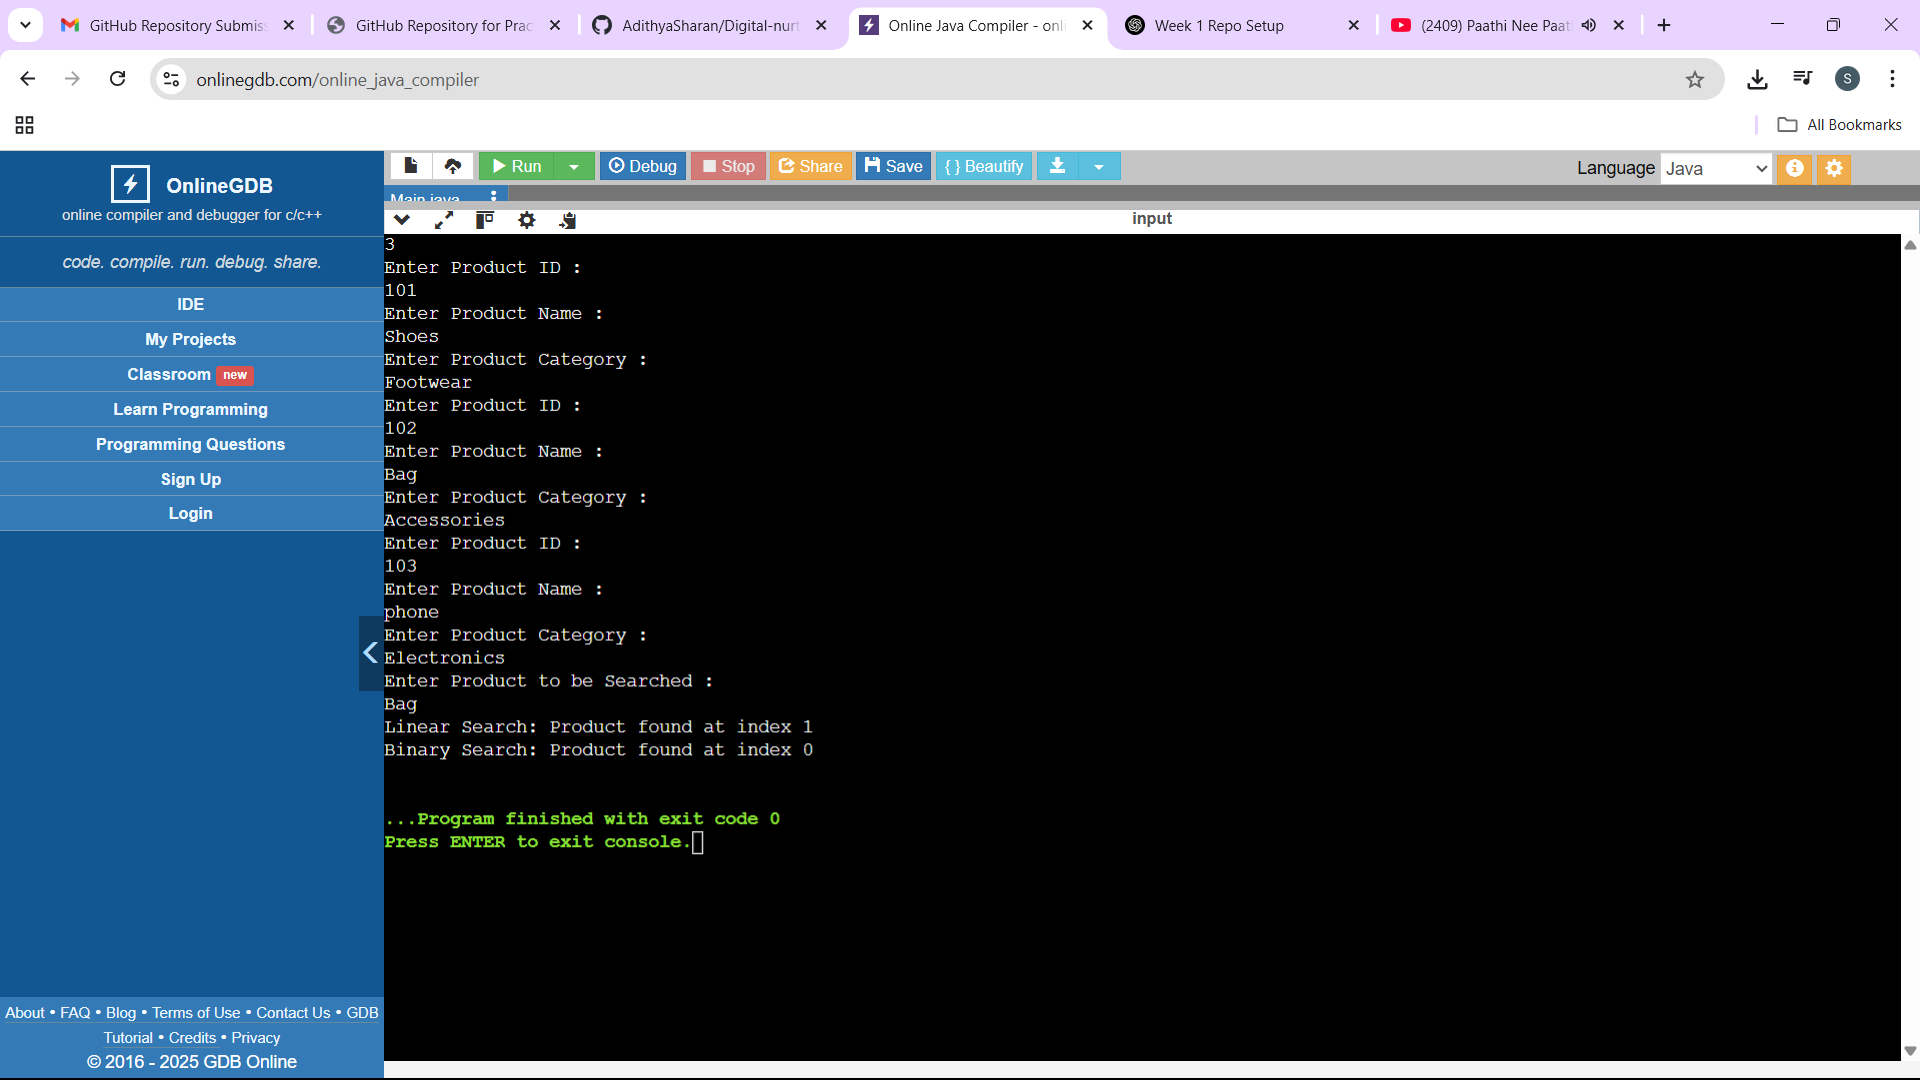 GitHub Repository Submis
GitHub Repository for Prac
AdithyaSharan/Digital-nurt
Online Java Compiler - onli
Week 1 Repo Setup
(2409) Paathi Nee Paat
onlinegdb.com/online_java_compiler
S
All Bookmarks
OnlineGDB
online compiler and debugger for c/c++
code. compile. run. debug. share.
IDE
My Projects
Classroom new
Learn Programming
Programming Questions
Sign Up
Login
About • FAQ • Blog • Terms of Use • Contact Us • GDB
Tutorial • Credits • Privacy
© 2016 - 2025 GDB Online
Run
Debug
Stop
Share
Save
{ } Beautify
Language Java
Main.java
input
3
Enter Product ID :
101
Enter Product Name :
Shoes
Enter Product Category :
Footwear
Enter Product ID :
102
Enter Product Name :
Bag
Enter Product Category :
Accessories
Enter Product ID :
103
Enter Product Name :
phone
Enter Product Category :
Electronics
Enter Product to be Searched :
Bag
Linear Search: Product found at index 1
Binary Search: Product found at index 0
...Program finished with exit code 0
Press ENTER to exit console.